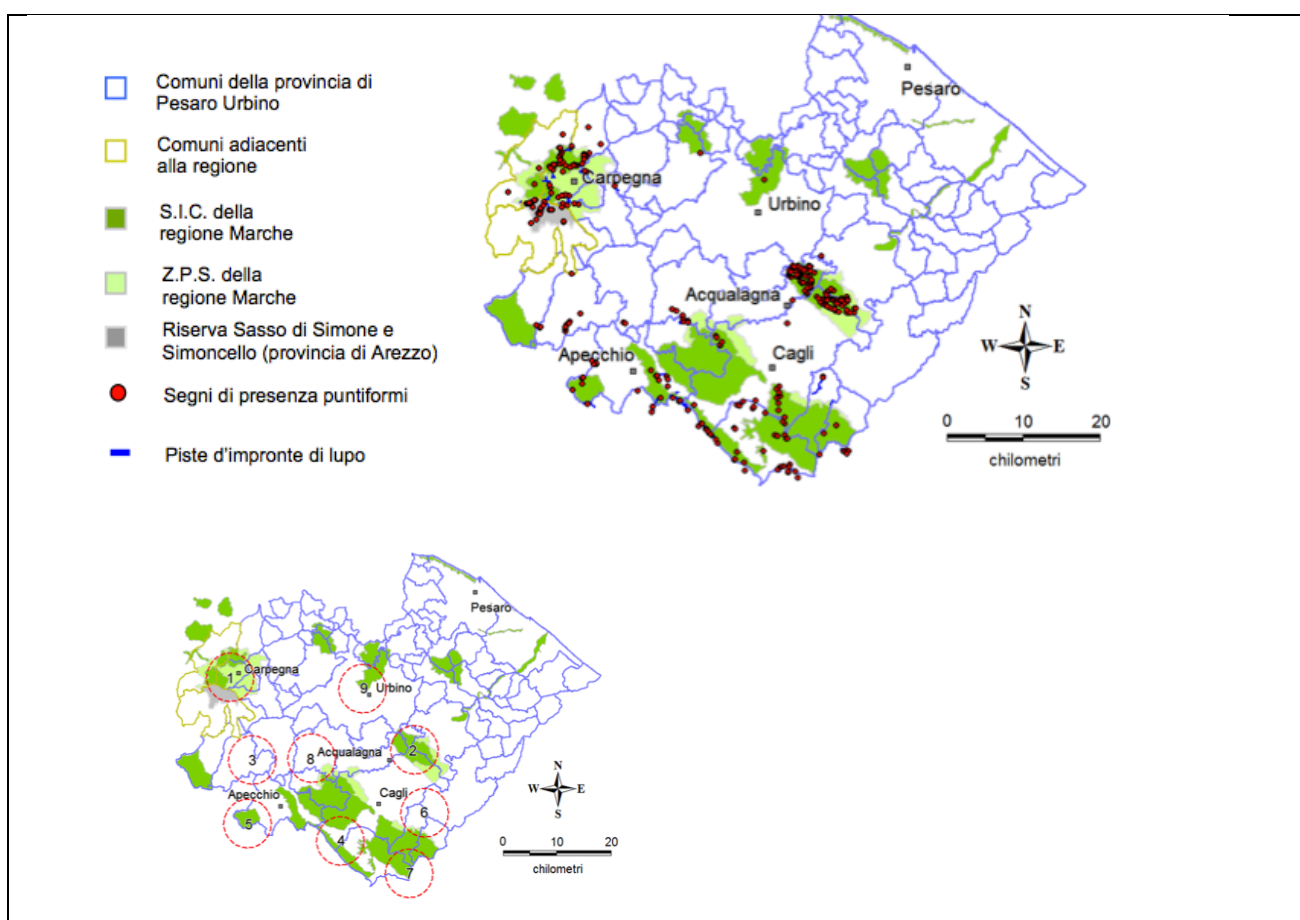 Comuni della provincia di
Pesaro Urbino
Comuni adiacenti
alla regione
S.I.C. della
regione Marche
Z.P.S. della
regione Marche
Riserva Sasso di Simone e
Simoncello (provincia di Arezzo)
Segni di presenza puntiformi
Piste d'impronte di lupo
Pesaro
Carpegna
Urbino
Acqualagna
Apecchio
Cagli
N
W E
S
0 10 20
chilometri
Pesaro
1 Carpegna
9 Urbino
Acqualagna 2
3 8
Apecchio Cagli
5 6
4
7
N
W E
S
0 10 20
chilometri